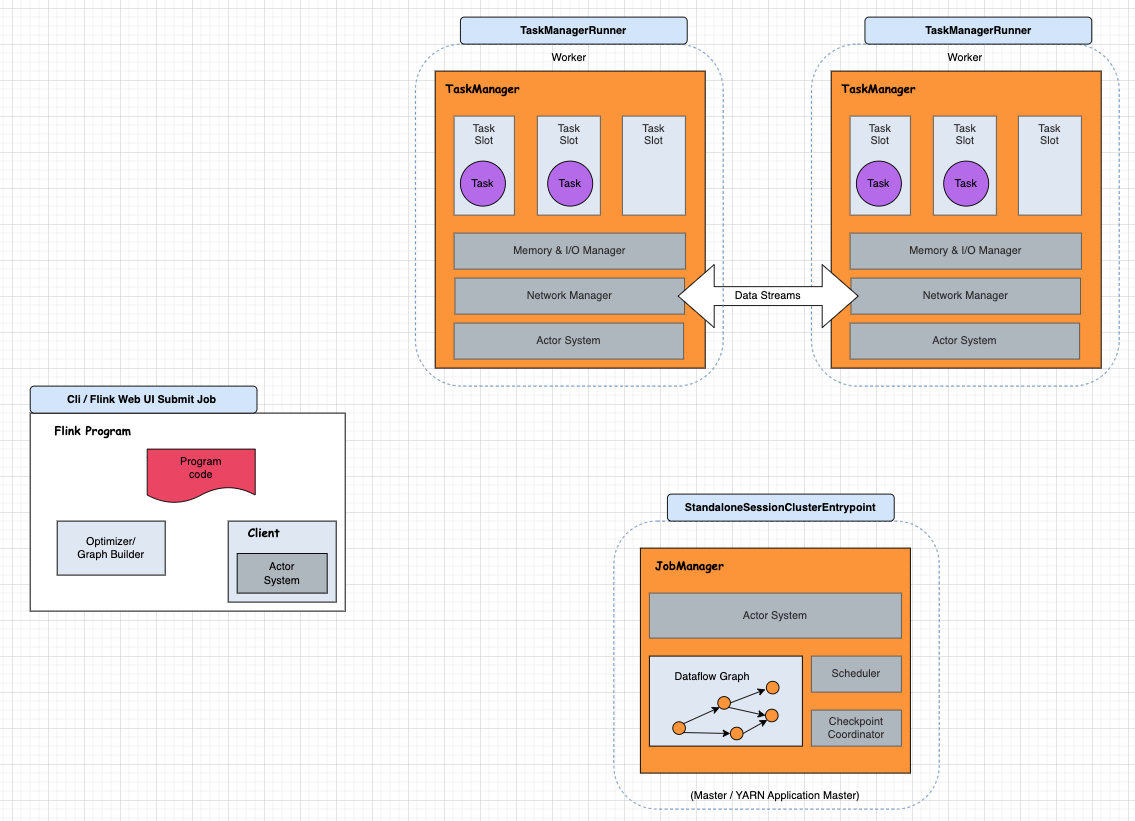 TaskManagerRunner
Worker
TaskManager
Task
Slot
Task
Task
Slot
Task
Task
Slot
Memory & I/O Manager
Network Manager
Actor System
Data Streams
TaskManagerRunner
Worker
TaskManager
Task
Slot
Task
Task
Slot
Task
Task
Slot
Memory & I/O Manager
Network Manager
Actor System
Cli / Flink Web UI Submit Job
Flink Program
Program
code
Optimizer/
Graph Builder
Client
Actor
System
StandaloneSessionClusterEntrypoint
JobManager
Actor System
Dataflow Graph
Scheduler
Checkpoint
Coordinator
(Master / YARN Application Master)